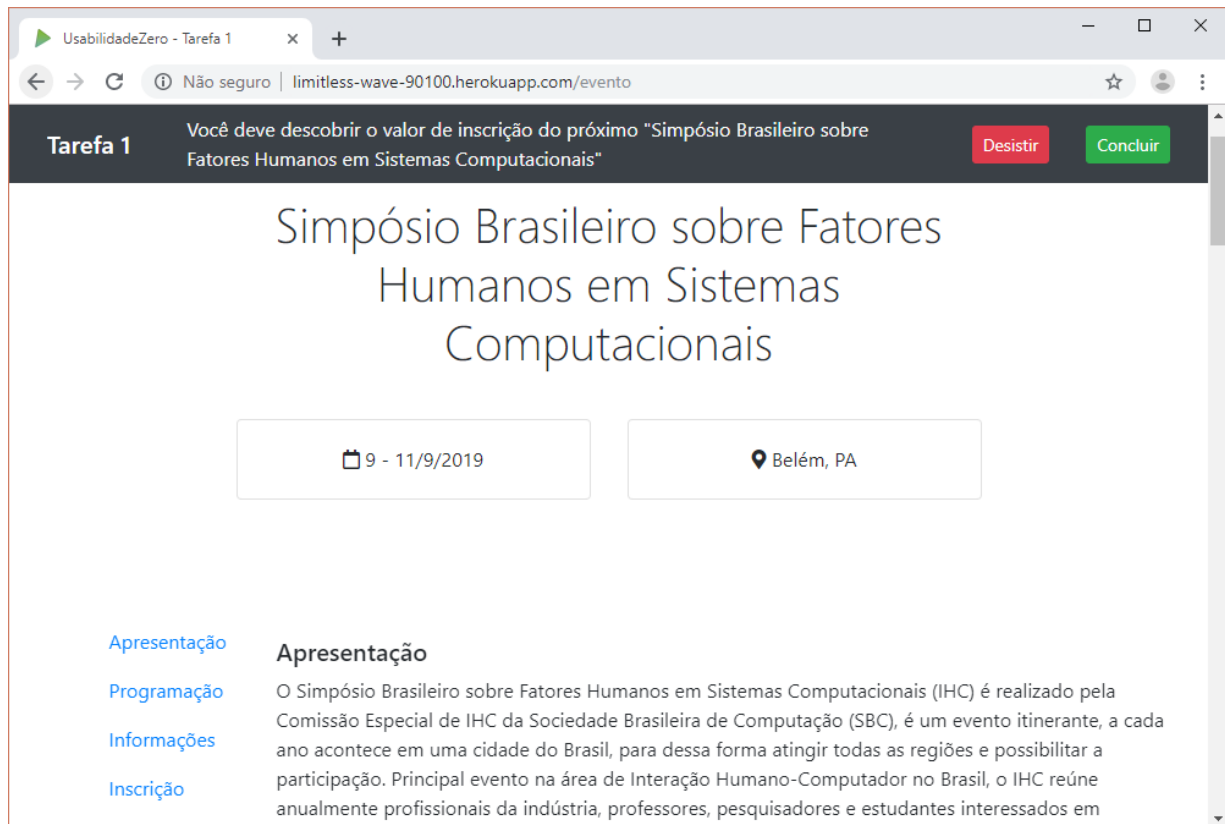 UsabilidadeZero - Tarefa 1
Não seguro | limitless-wave-90100.herokuapp.com/evento
Tarefa 1
Você deve descobrir o valor de inscrição do próximo "Simpósio Brasileiro sobre
Fatores Humanos em Sistemas Computacionais"
Desistir
Concluir
Simpósio Brasileiro sobre Fatores
Humanos em Sistemas
Computacionais
9 - 11/9/2019
Belém, PA
Apresentação
Programação
Informações
Inscrição
Apresentação
O Simpósio Brasileiro sobre Fatores Humanos em Sistemas Computacionais (IHC) é realizado pela
Comissão Especial de IHC da Sociedade Brasileira de Computação (SBC), é um evento itinerante, a cada
ano acontece em uma cidade do Brasil, para dessa forma atingir todas as regiões e possibilitar a
participação. Principal evento na área de Interação Humano-Computador no Brasil, o IHC reúne
anualmente profissionais da indústria, professores, pesquisadores e estudantes interessados em